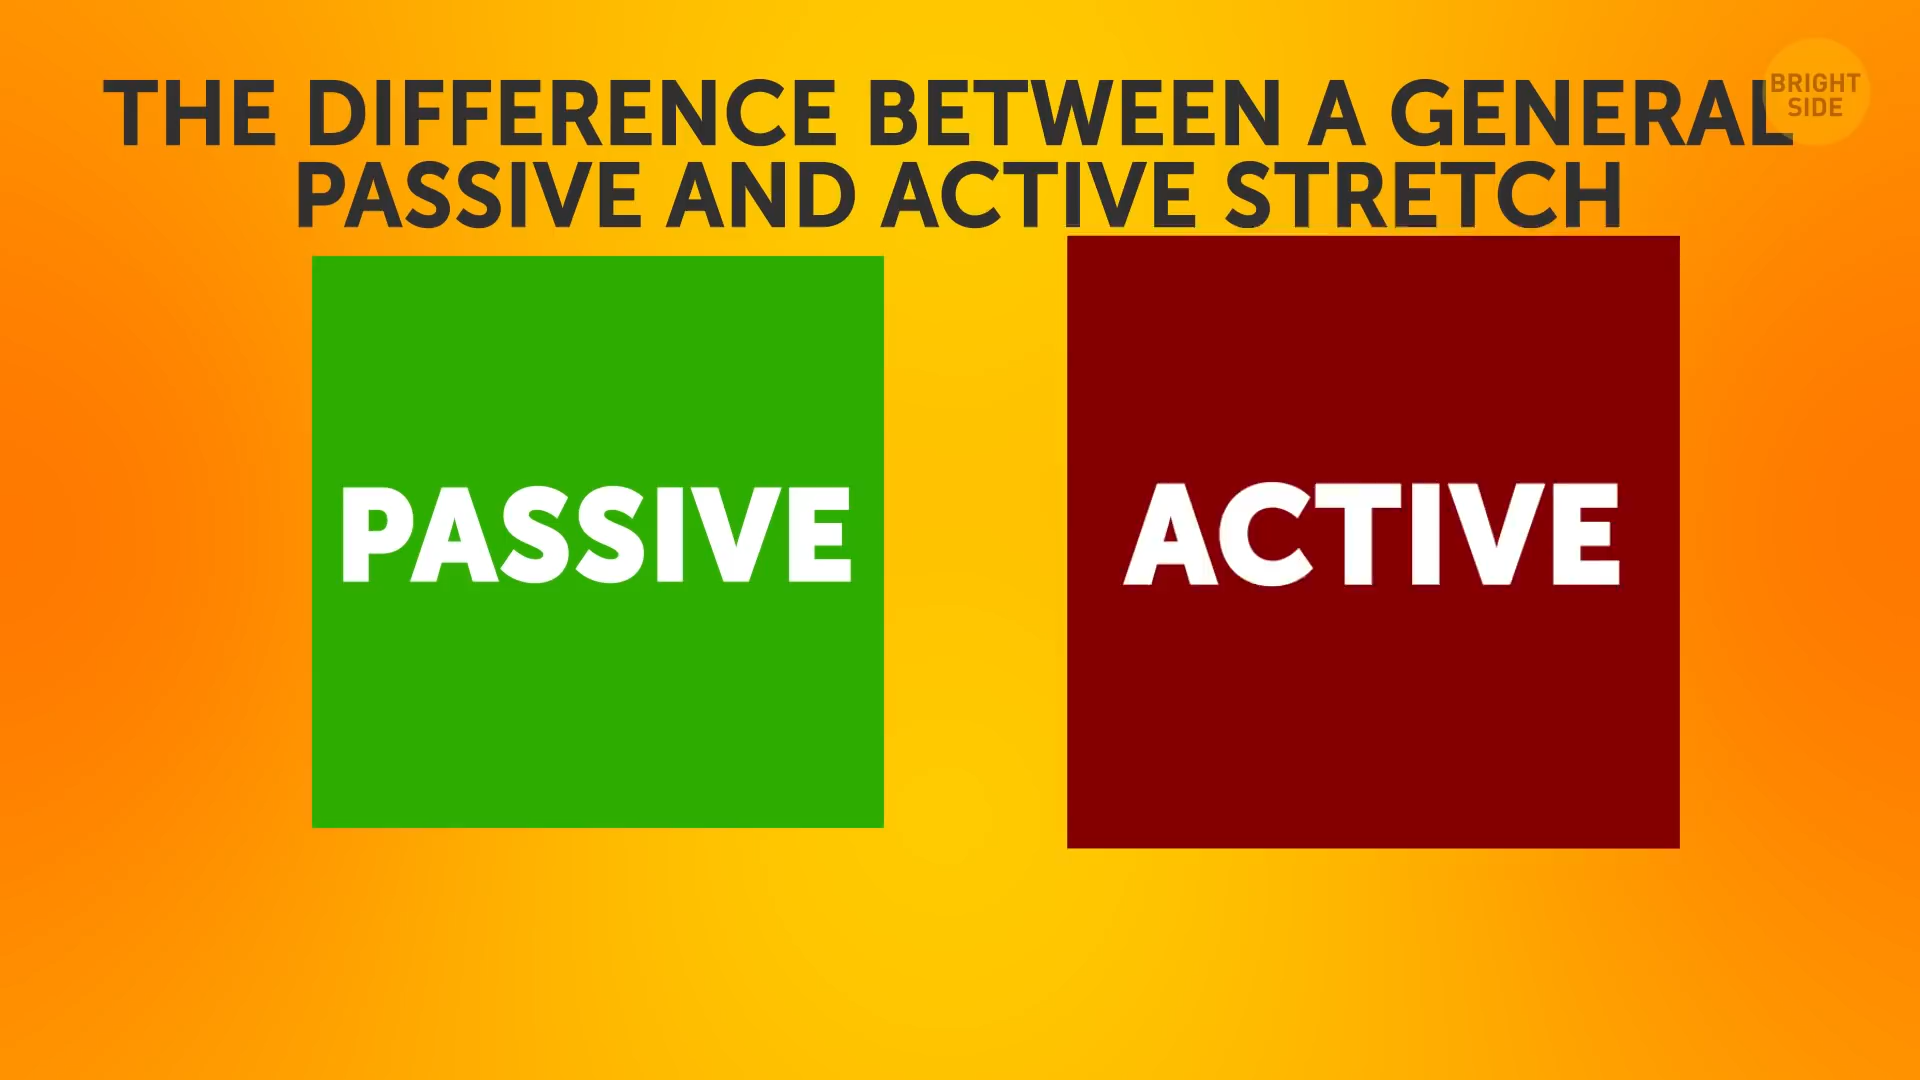 THE DIFFERENCE BETWEEN A GENERAL
PASSIVE AND ACTIVE STRETCH
BRIGHT
SIDE
PASSIVE
ACTIVE